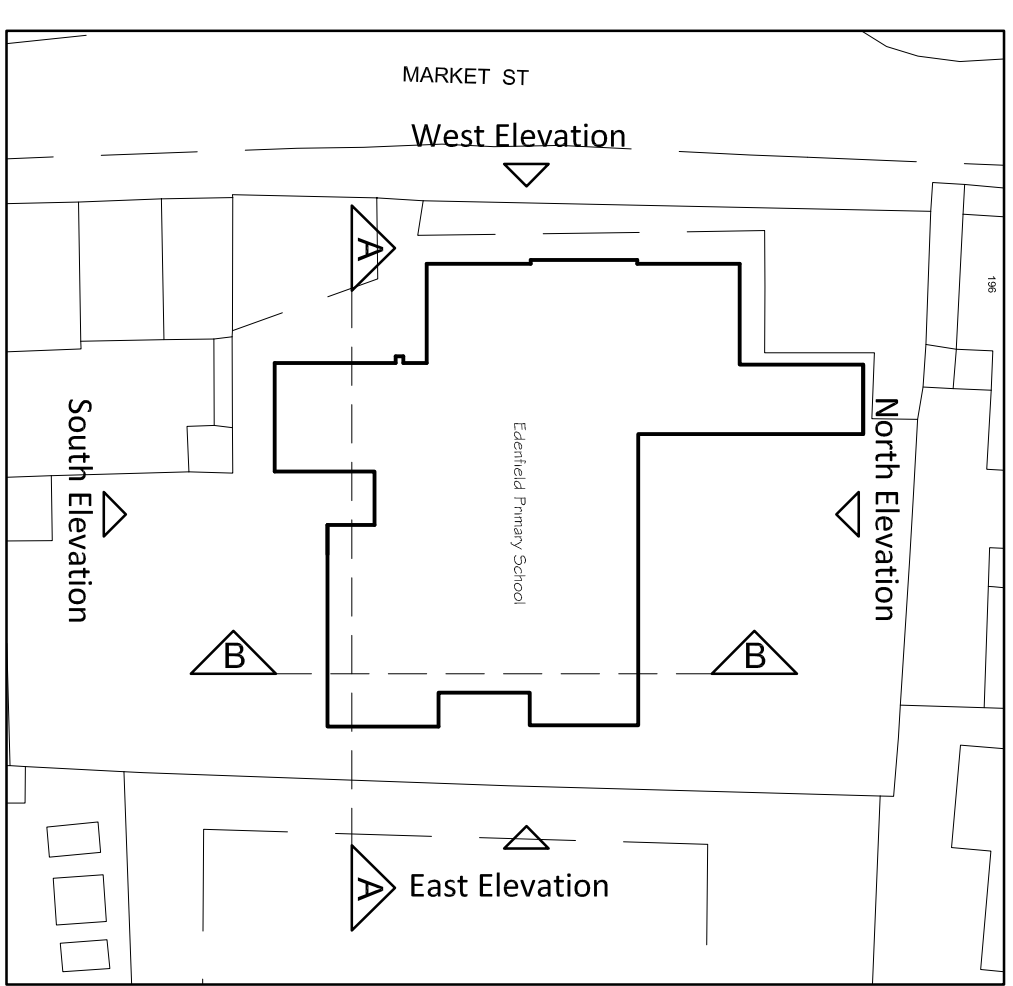 MARKET ST
West Elevation
A
196
South Elevation
Edenfield Primary School
North Elevation
B
B
A
East Elevation